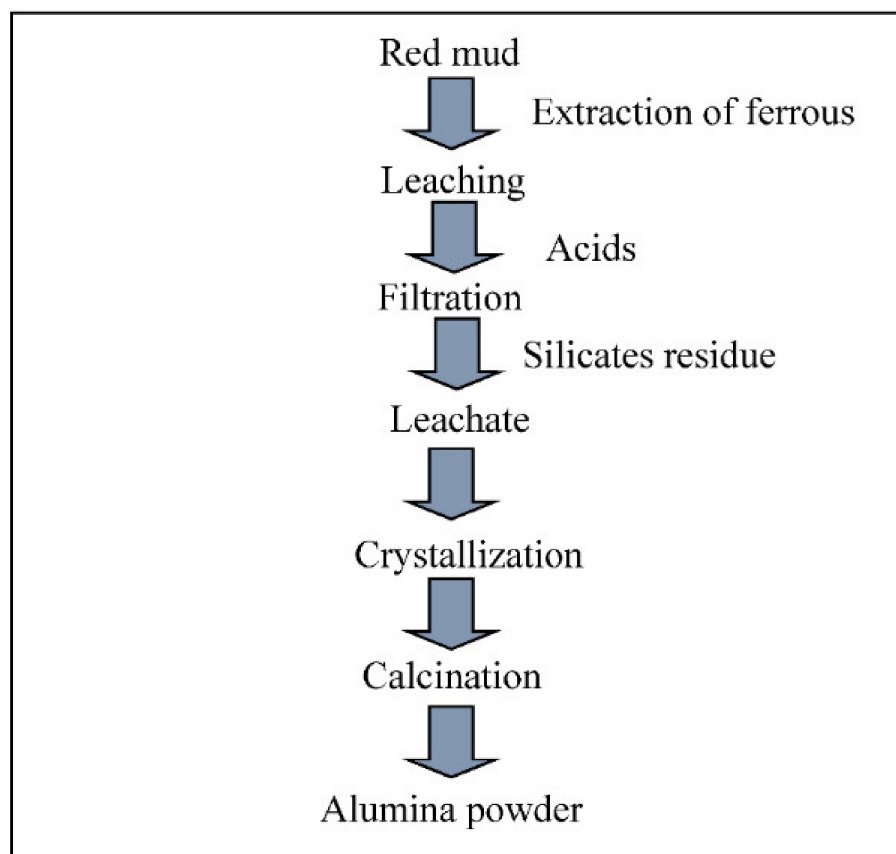 Red mud
Extraction of ferrous
Leaching
Acids
Filtration
Silicates residue
Leachate
Crystallization
Calcination
Alumina powder